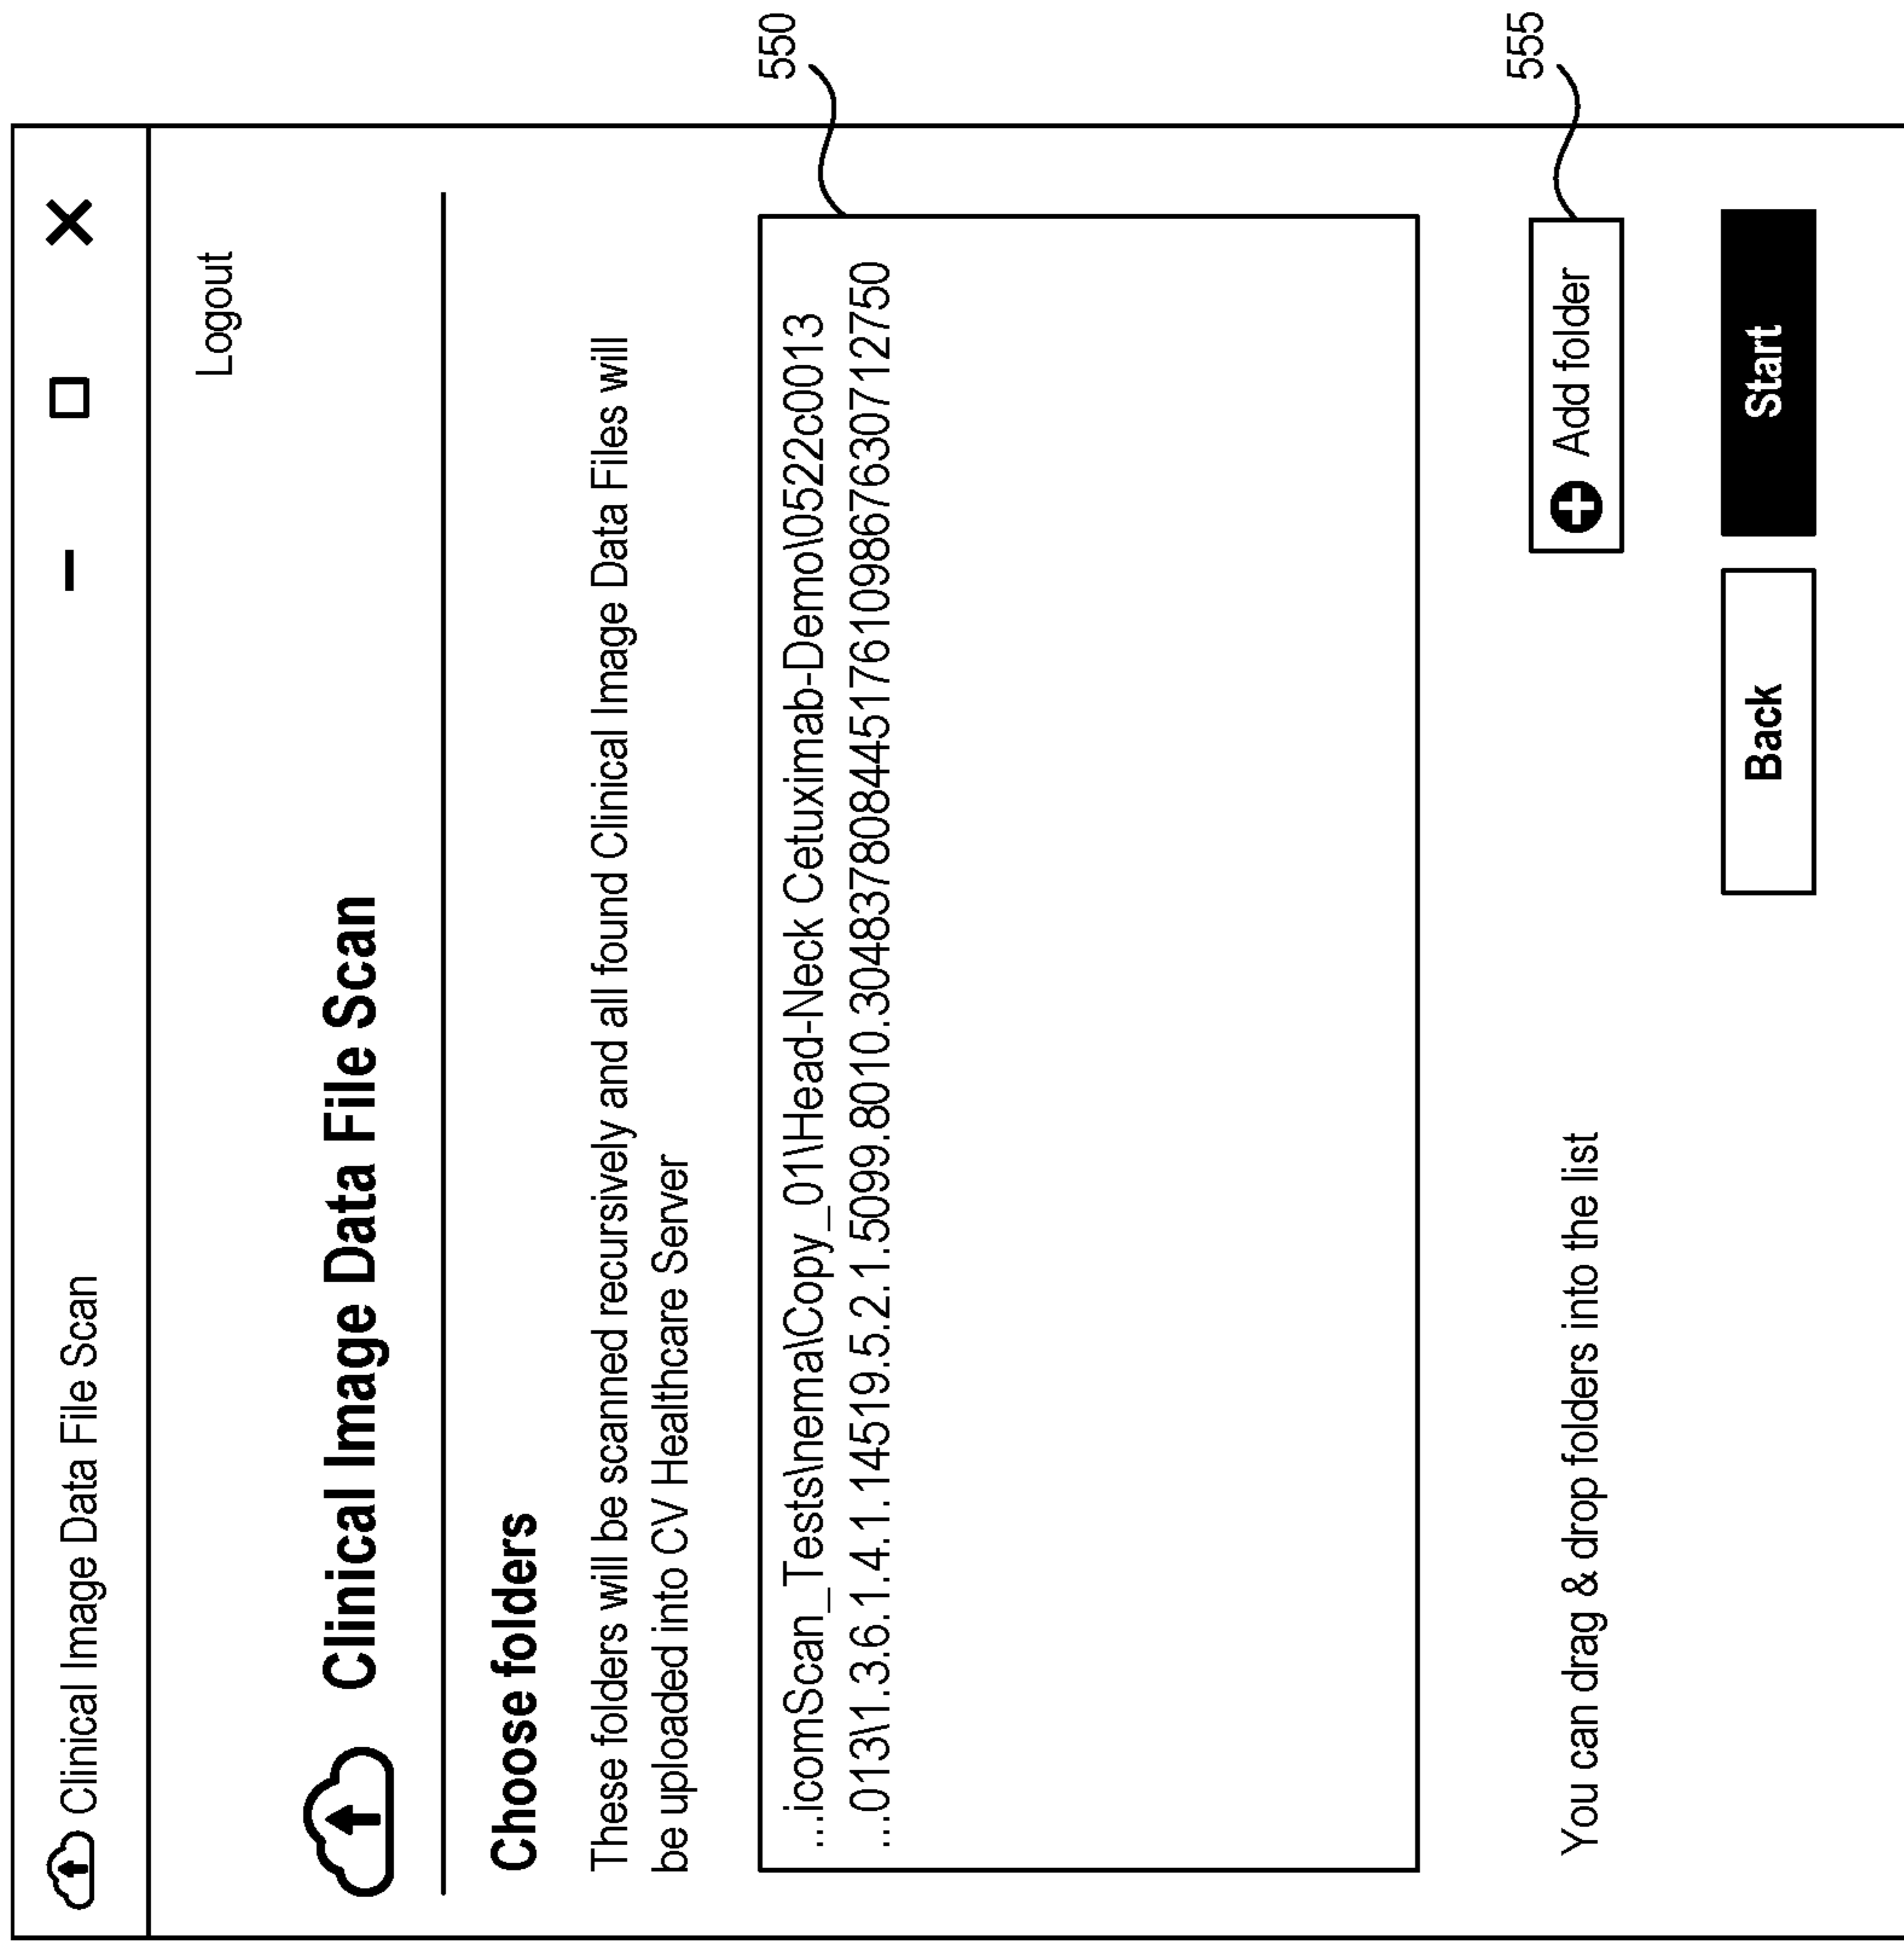 Clinical Image Data File Scan
Logout
Clinical Image Data File Scan
Choose folders
These folders will be scanned recursively and all found Clinical Image Data Files will
be uploaded into CV Healthcare Server
550
...icomScan_Tests\nema\Copy_01\Head-Neck Cetuximab-Demo\0522c0013
...013\1.3.6.1.4.1.14519.5.2.1.5099.8010.304837808445176109867630712750
555
You can drag & drop folders into the list
Add folder
Back
Start